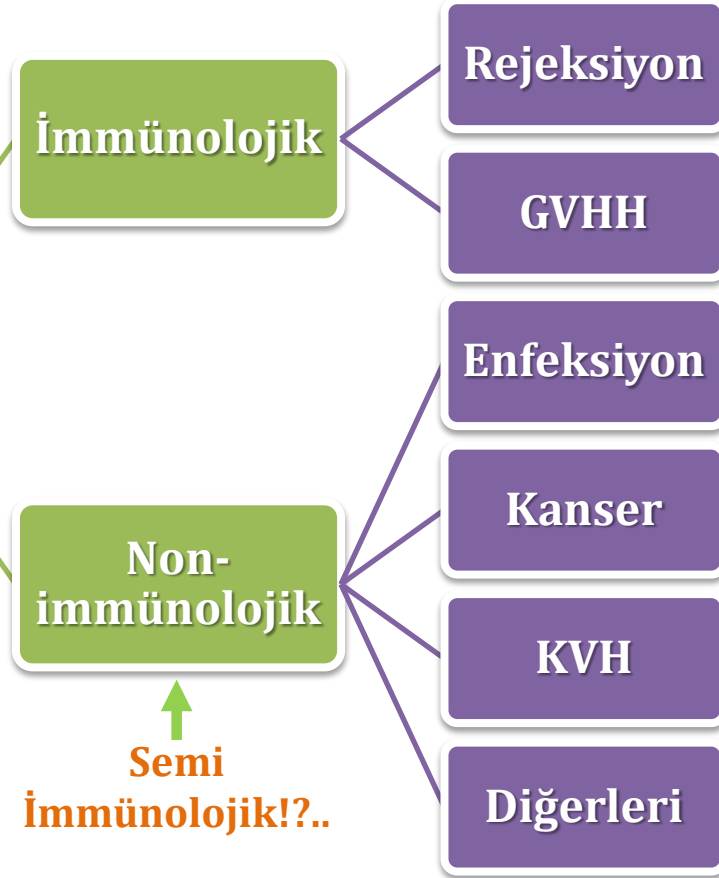 İmmünolojik
Rejeksiyon
GVHH
Non-
immünolojik
Enfeksiyon
Kanser
KVH
Diğerleri
Semi
İmmünolojik!?..